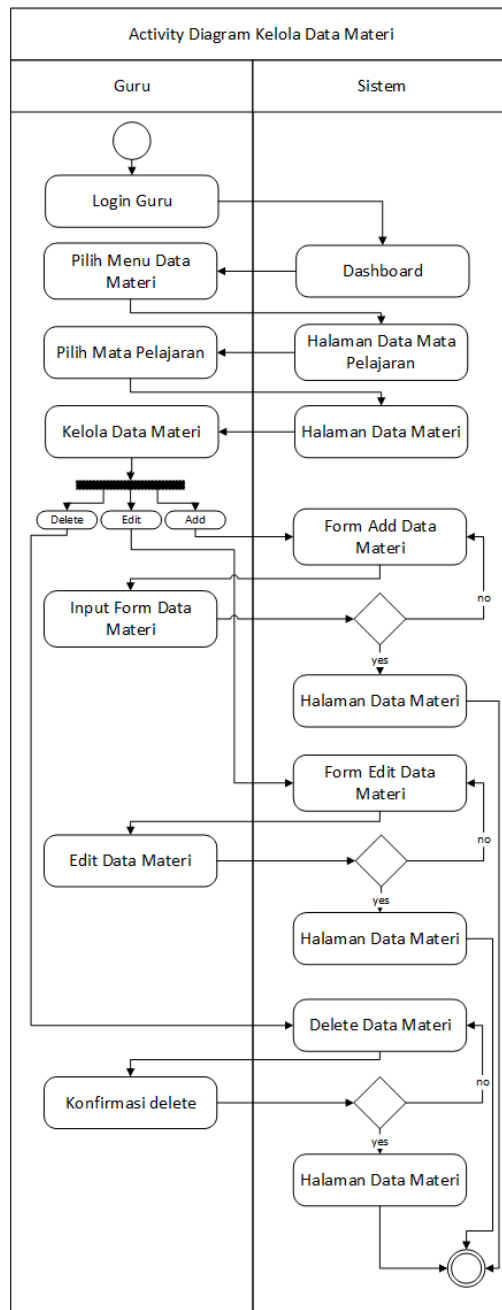 Activity Diagram Kelola Data Materi
Guru
Sistem
Login Guru
Dashboard
Pilih Menu Data
Materi
Halaman Data Mata
Pelajaran
Pilih Mata Pelajaran
Halaman Data Materi
Kelola Data Materi
Delete
Edit
Add
Form Add Data
Materi
no
Input Form Data
Materi
yes
Halaman Data Materi
Form Edit Data
Materi
no
Edit Data Materi
yes
Halaman Data Materi
Delete Data Materi
no
Konfirmasi delete
yes
Halaman Data Materi